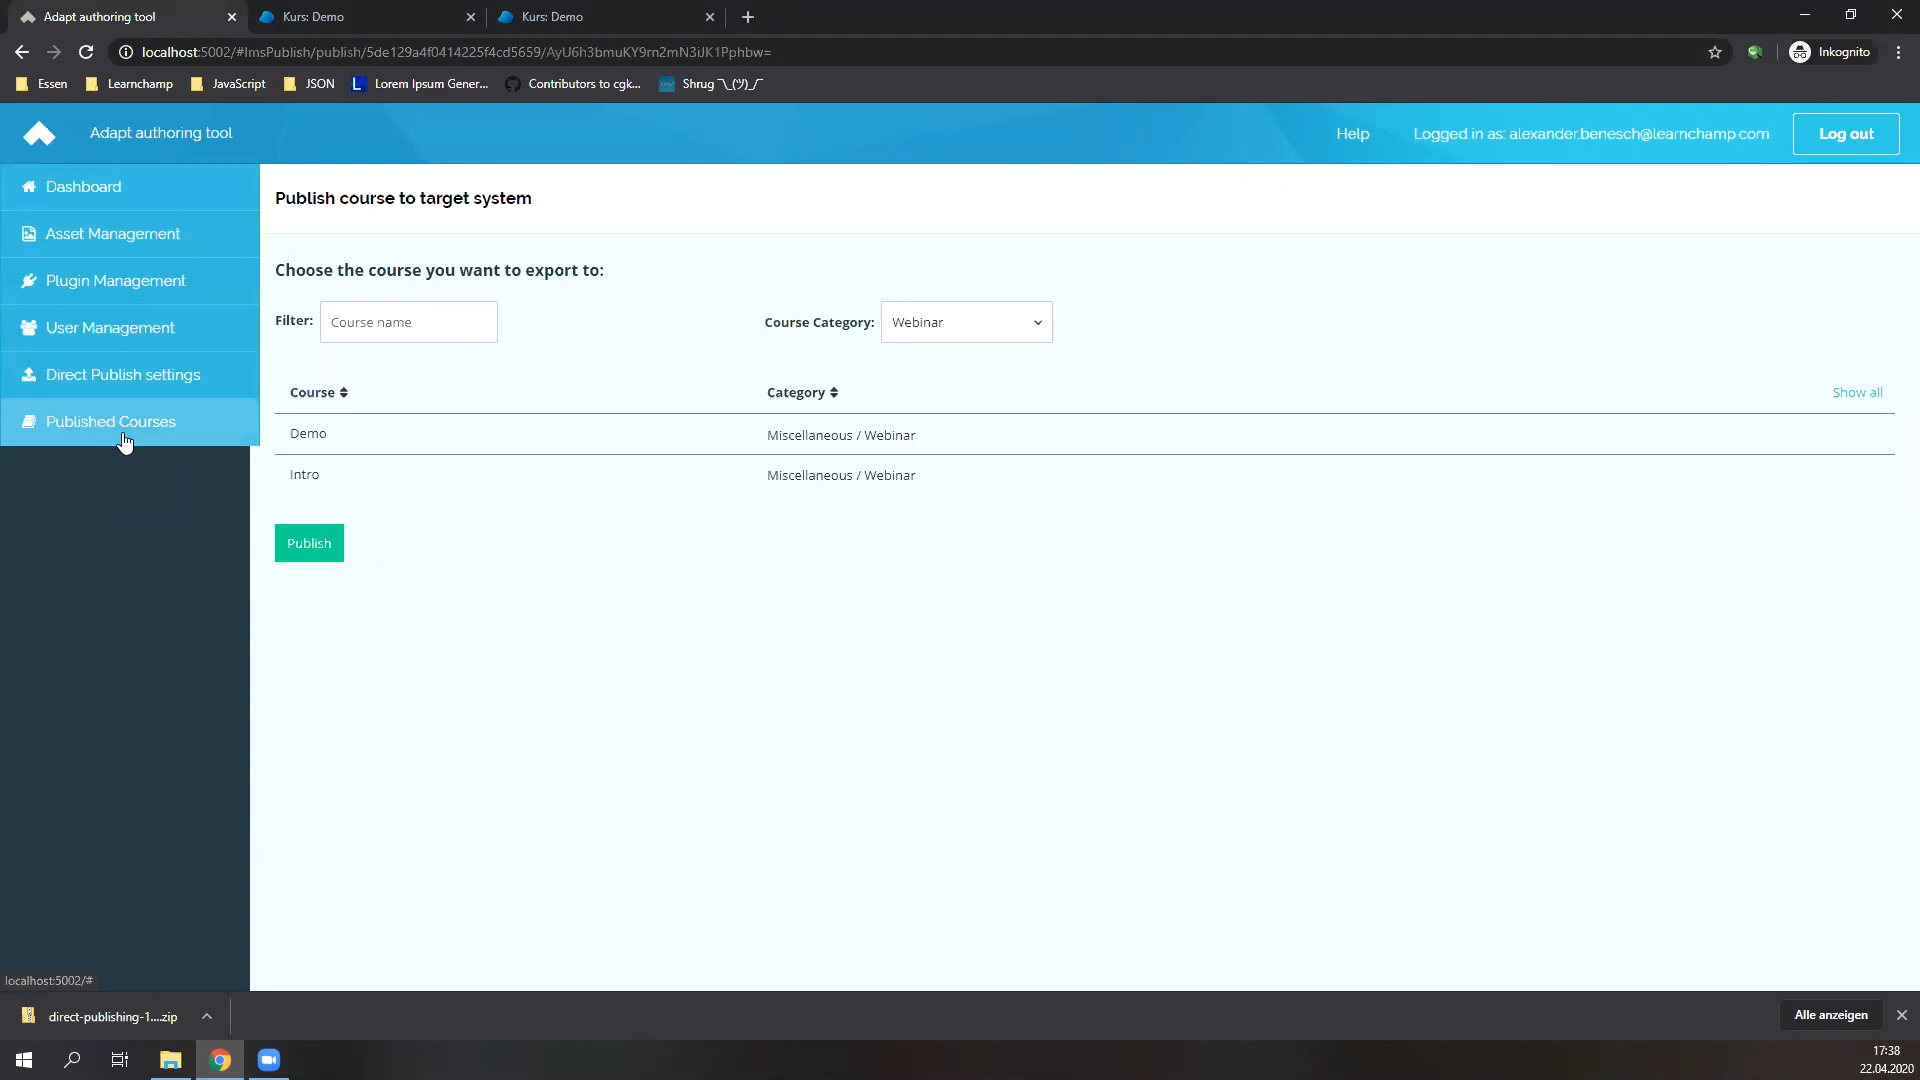 Adapt authoring tool
Kurs: Demo
Kurs: Demo
localhost:5002/#lmsPublish/publish/5de129a4f0414225f4cd5659/AyU6h3bmuKY9rn2mN3iJK1Pphbw=
Inkognito
Essen
Learnchamp
JavaScript
JSON
Lorem Ipsum Gener...
Contributors to cgk...
Shrug ¯\_(ツ)_/¯
Adapt authoring tool
Help
Logged in as: alexander.benesch@learnchamp.com
Log out
Dashboard
Asset Management
Plugin Management
User Management
Direct Publish settings
Published Courses
Publish course to target system
Choose the course you want to export to:
Filter:
Course name
Course Category:
Webinar
Course
Category
Show all
Demo
Miscellaneous / Webinar
Intro
Miscellaneous / Webinar
Publish
localhost:5002/#
direct-publishing-1....zip
Alle anzeigen
17:38
22.04.2020